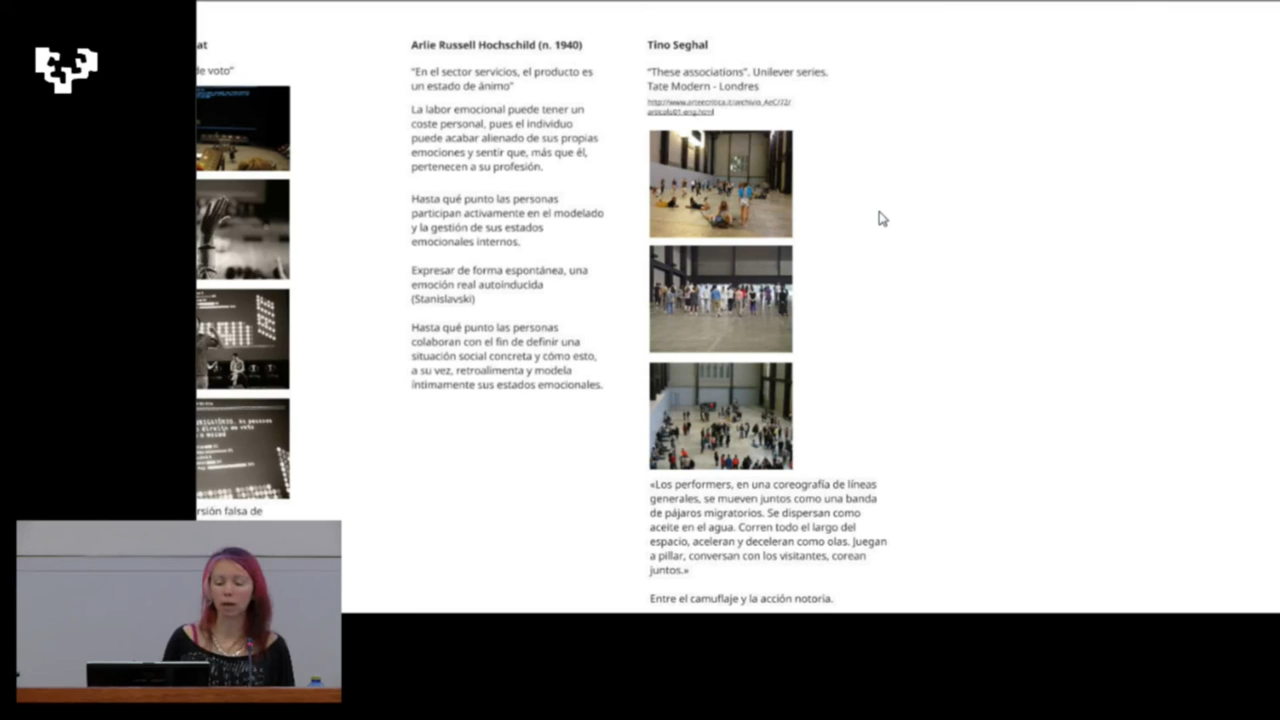 at
de voto”
rsión falsa de
Arlie Russell Hochschild (n. 1940)
“En el sector servicios, el producto es
un estado de ánimo”
La labor emocional puede tener un
coste personal, pues el individuo
puede acabar alienado de sus propias
emociones y sentir que, más que él,
pertenecen a su profesión.
Hasta qué punto las personas
participan activamente en el modelado
y la gestión de sus estados
emocionales internos.
Expresar de forma espontánea, una
emoción real autoinducida
(Stanislavski)
Hasta qué punto las personas
colaboran con el fin de definir una
situación social concreta y cómo esto,
a su vez, retroalimenta y modela
íntimamente sus estados emocionales.
Tino Seghal
“These associations”. Unilever series.
Tate Modern - Londres
«Los performers, en una coreografía de líneas
generales, se mueven juntos como una banda
de pájaros migratorios. Se dispersan como
aceite en el agua. Corren todo el largo del
espacio, aceleran y deceleran como olas. Juegan
a pillar, conversan con los visitantes, corean
juntos.»
Entre el camuflaje y la acción notoria.